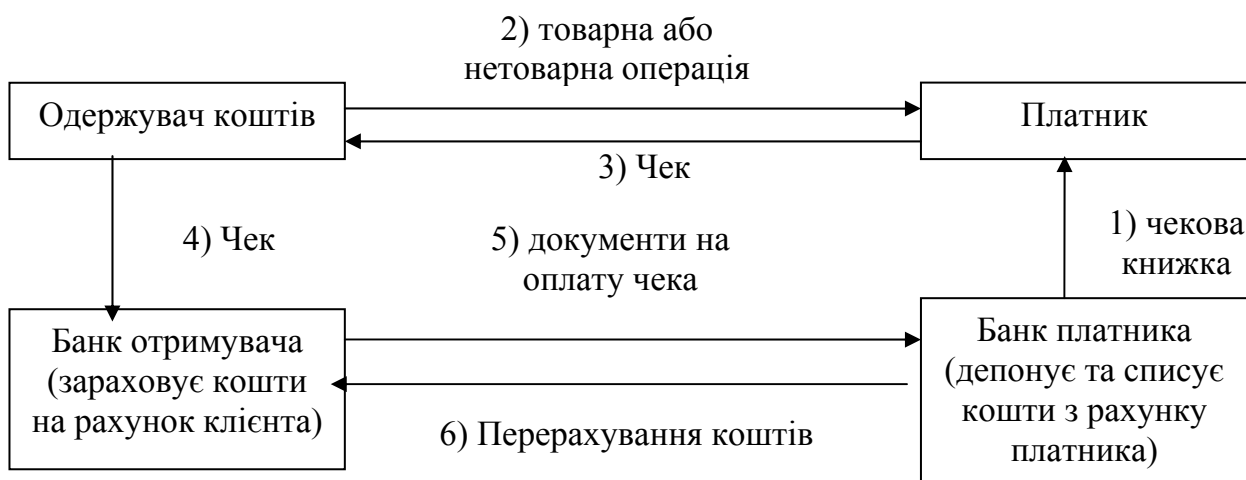 2) товарна або
нетоварна операція
Одержувач коштів
Платник
3) Чек
4) Чек
5) документи на
оплату чека
1) чекова
книжка
Банк отримувача
(зараховує кошти
на рахунок клієнта)
Банк платника
(депонує та списує
кошти з рахунку
платника)
6) Перерахування коштів